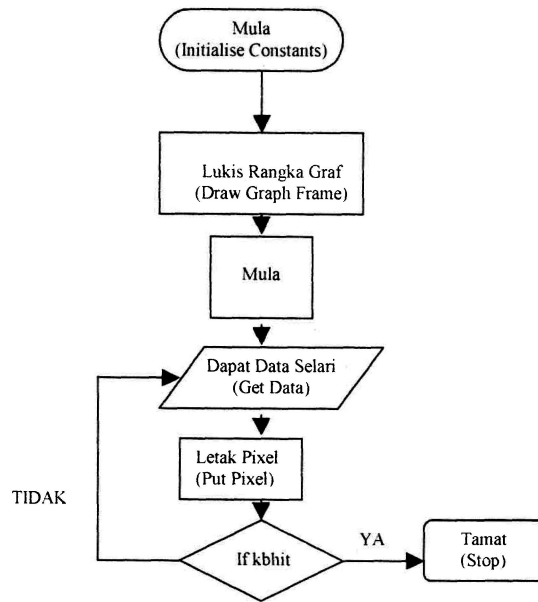 Mula
(Initialise Constants)
Lukis Rangka Graf
(Draw Graph Frame)
Mula
Dapat Data Selari
(Get Data)
Letak Pixel
(Put Pixel)
TIDAK
If kbhit
YA
Tamat
(Stop)